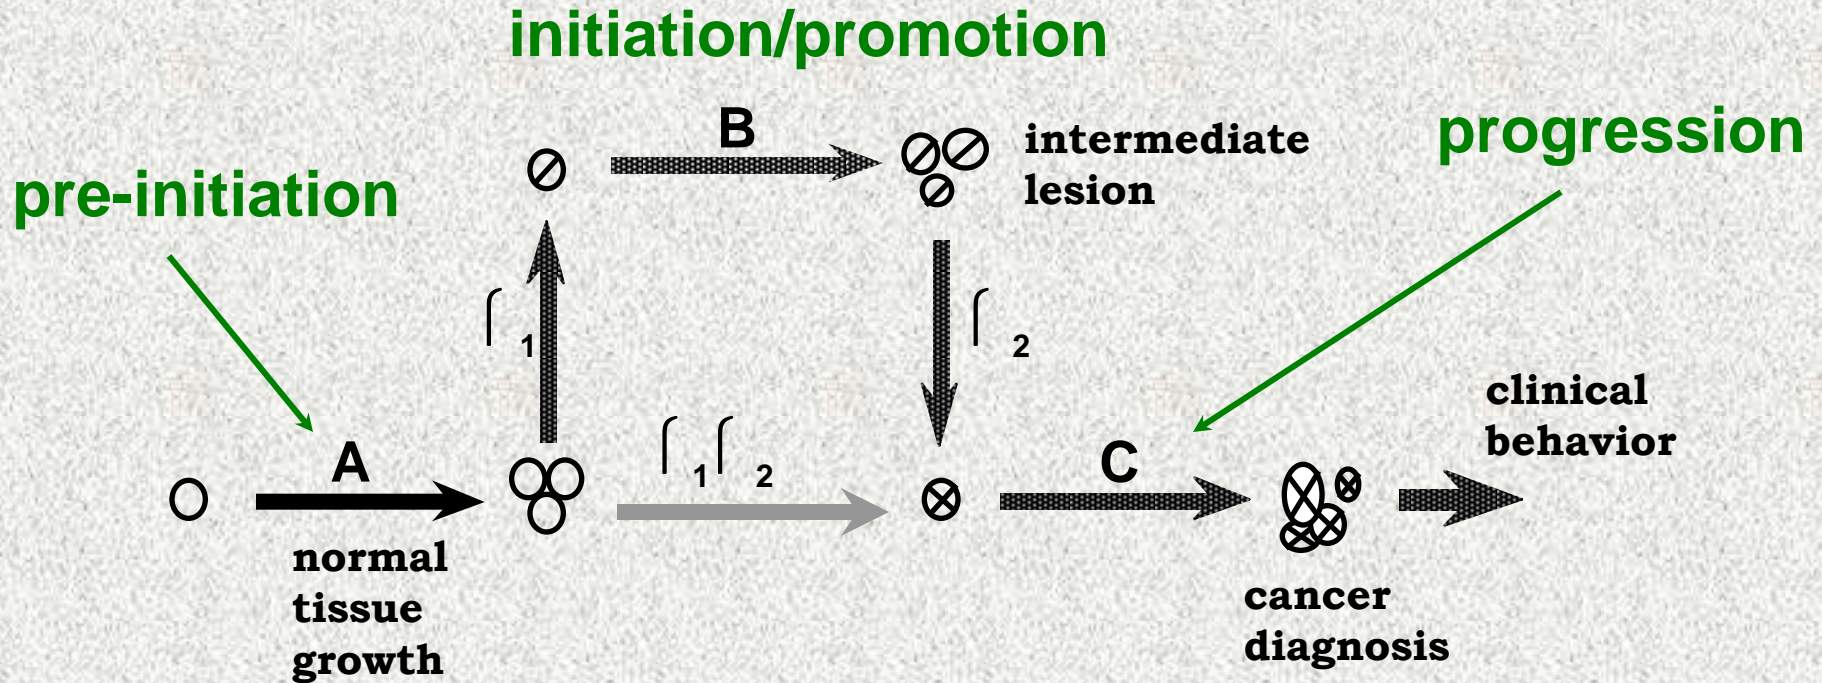 initiation/promotion
B
intermediate
lesion
progression
pre-initiation
⌠ 1
⌠ 2
clinical
behavior
A
⌠ 1 ⌠ 2
C
normal
tissue
growth
cancer
diagnosis